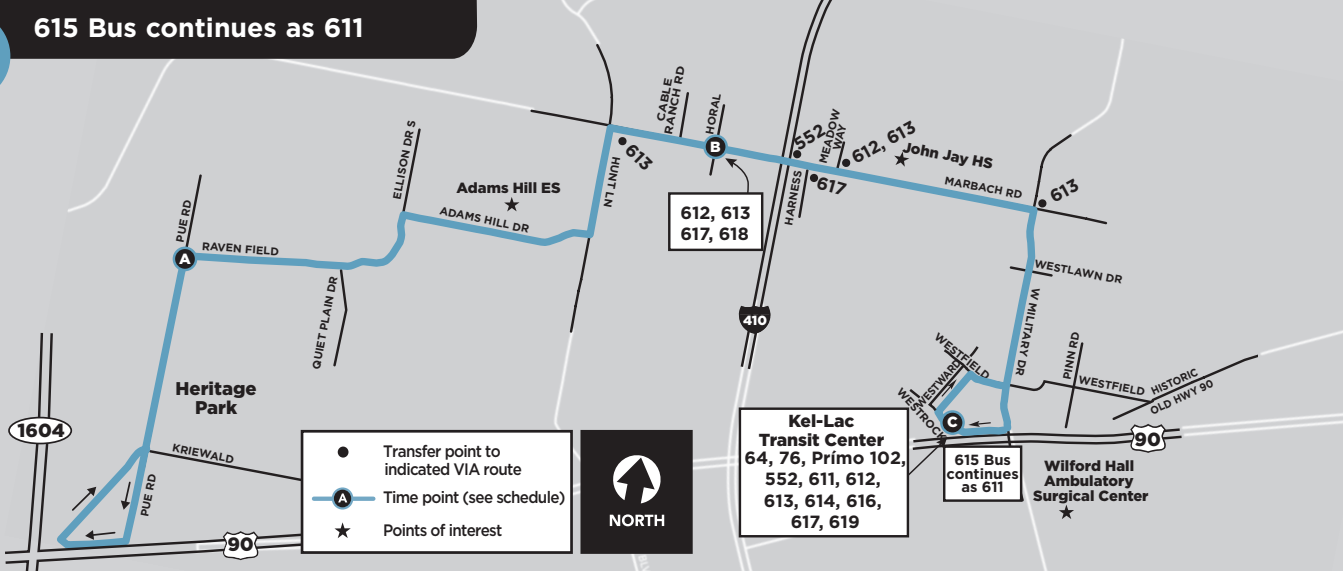 615 Bus continues as 611
CABLE
RANCH RD
HORAL
552
MEADOW
WAY
612, 613
John Jay HS
613
HUNT LN
B
617
MARBACH RD
613
ELLISON DR S
Adams Hill ES
ADAMS HILL DR
612, 613
617, 618
HARNESS
PUE RD
A
RAVEN FIELD
QUIET PLAIN DR
WESTLAWN DR
W MILITARY DR
410
WESTFIELD
WESTWARD
WESTROCK
PINN RD
WESTFIELD
HISTORIC
OLD HWY 90
Heritage
Park
1604
KRIEWALD
PUE RD
90
C
Kel-Lac
Transit Center
64, 76, Prímo 102,
552, 611, 612,
613, 614, 616,
617, 619
615 Bus
continues
as 611
90
Wilford Hall
Ambulatory
Surgical Center
Transfer point to
indicated VIA route
A
Time point (see schedule)
Points of interest
NORTH